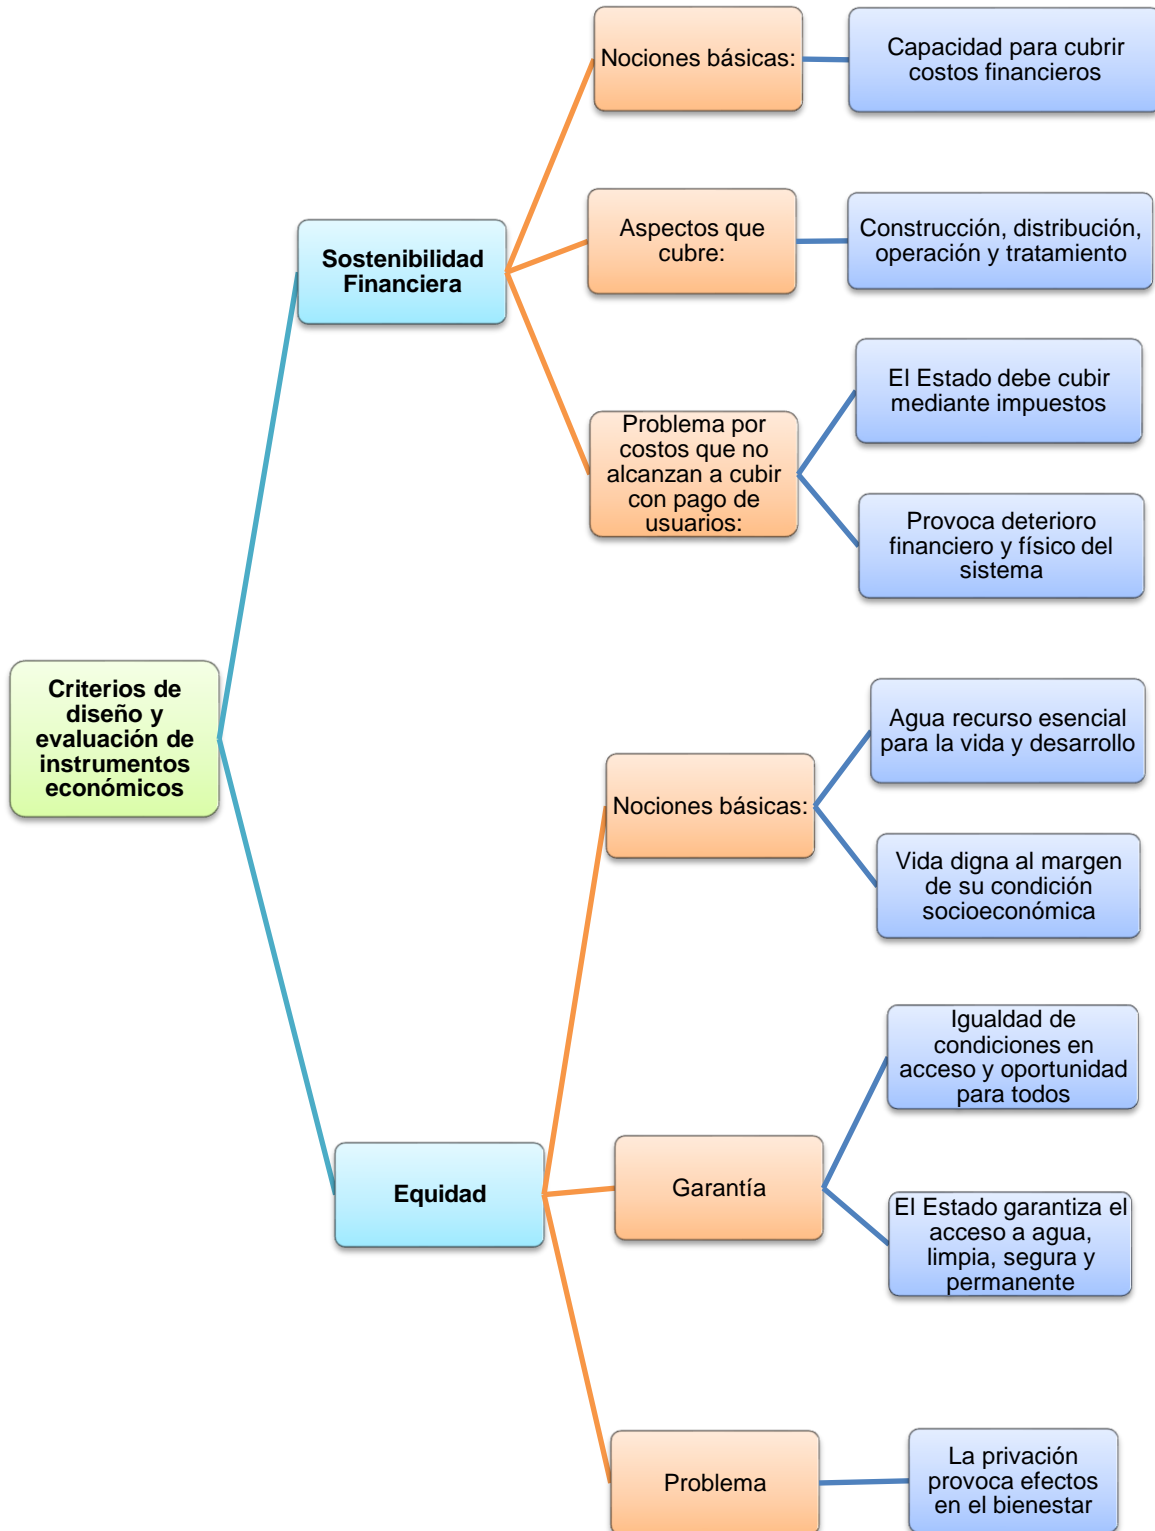 Nociones básicas:
Capacidad para cubrir
costos financieros
Sostenibilidad
Financiera
Aspectos que
cubre:
Construcción, distribución,
operación y tratamiento
Problema por
costos que no
alcanzan a cubir
con pago de
usuarios:
El Estado debe cubir
mediante impuestos
Provoca deterioro
financiero y físico del
sistema
Criterios de
diseño y
evaluación de
instrumentos
económicos
Nociones básicas:
Agua recurso esencial
para la vida y desarrollo
Vida digna al margen
de su condición
socioeconómica
Equidad
Garantía
Igualdad de
condiciones en
acceso y oportunidad
para todos
El Estado garantiza el
acceso a agua,
limpia, segura y
permanente
Problema
La privación
provoca efectos
en el bienestar